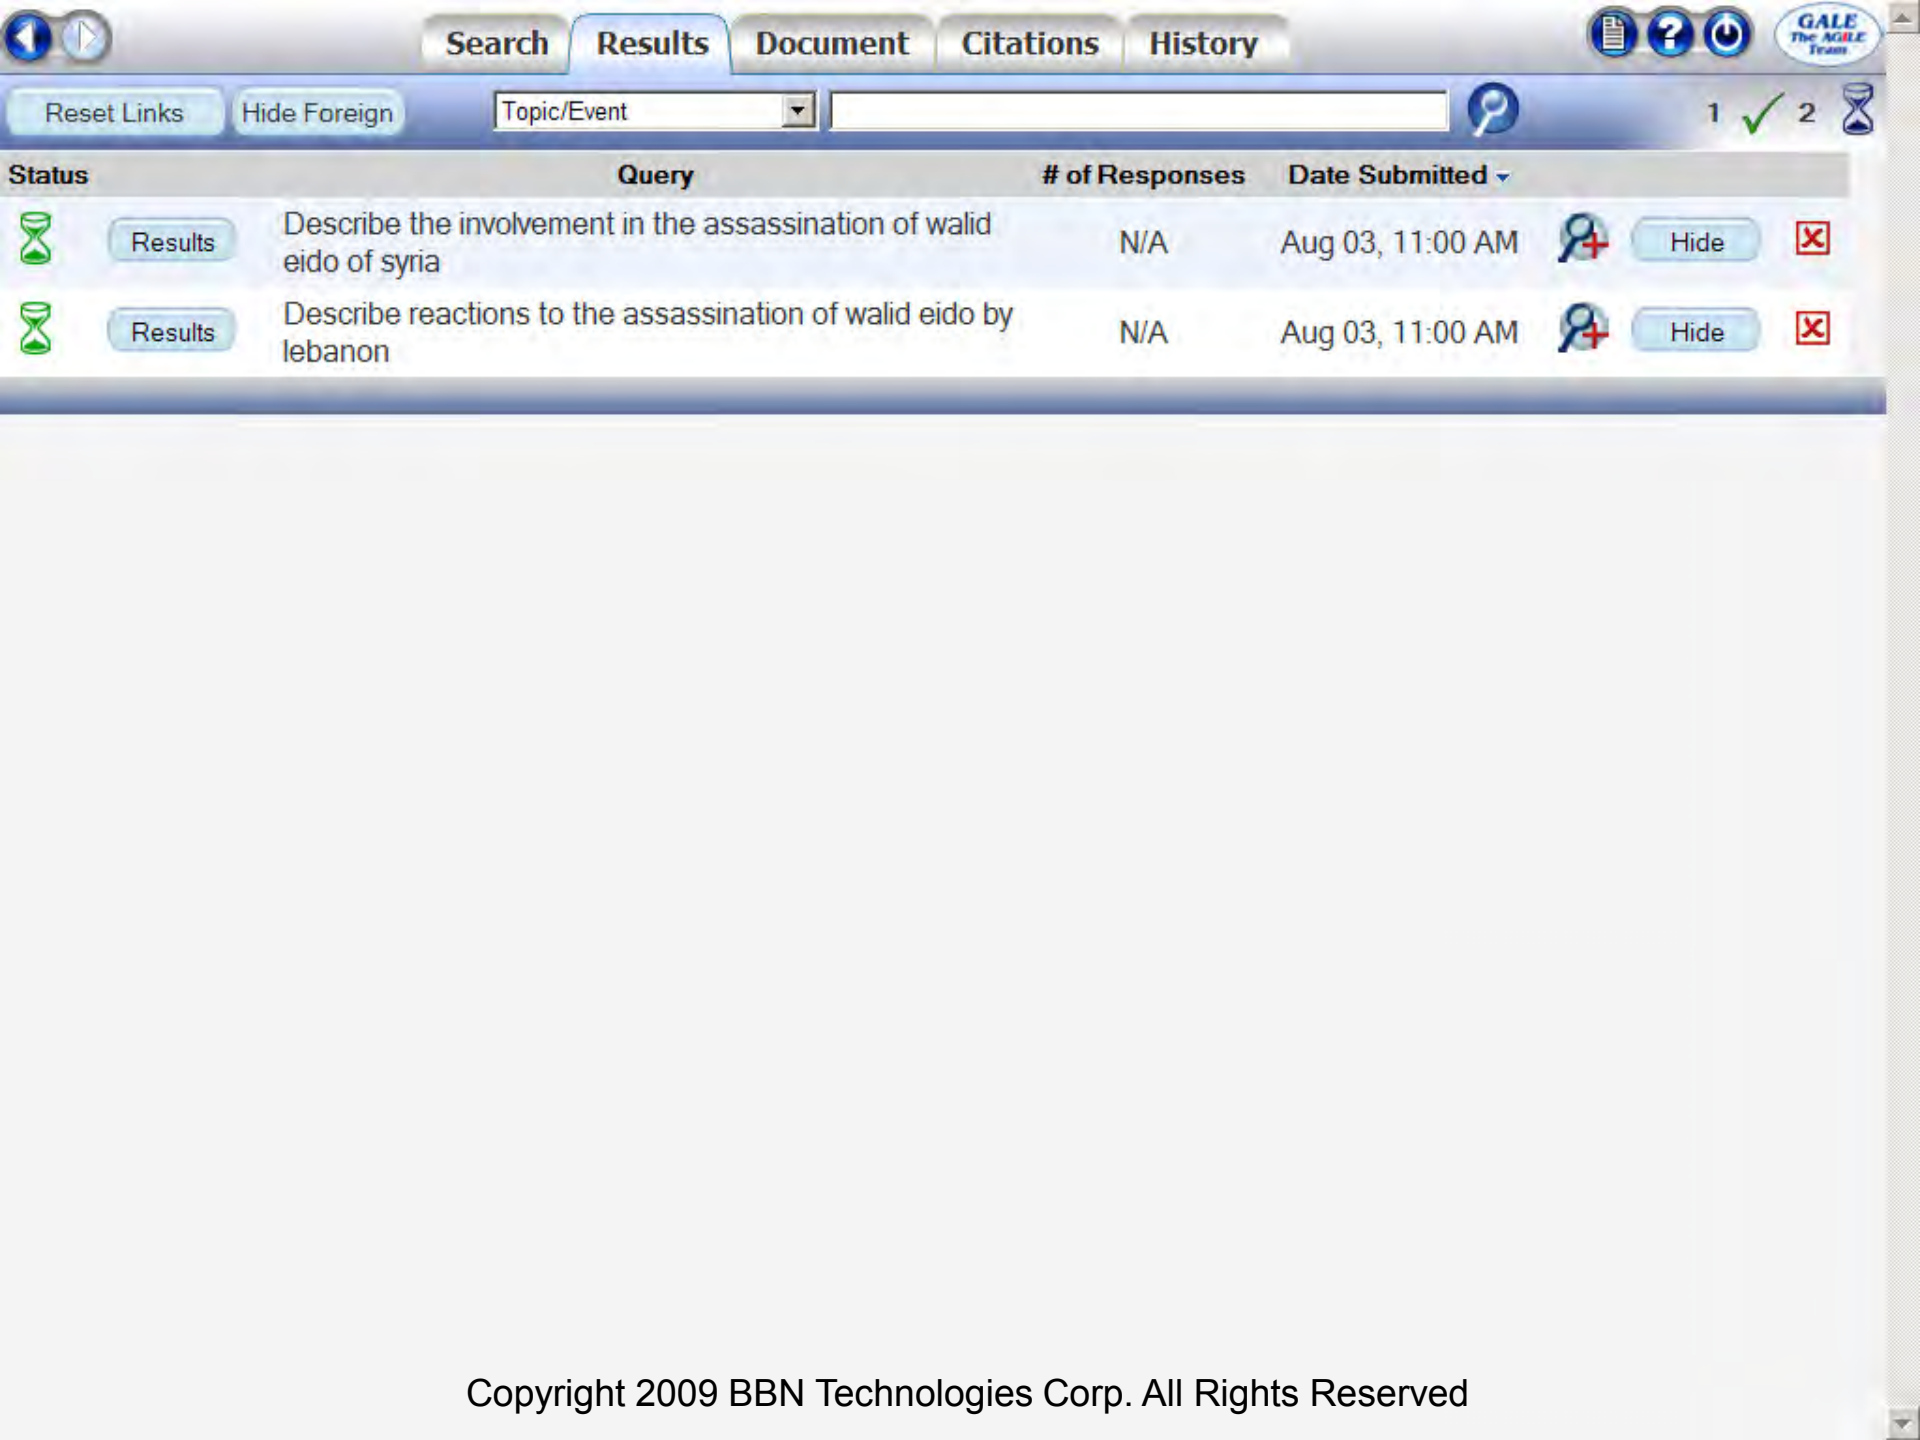 Search Results Document Citations History
GALE
The AGILE
Team
Reset Links Hide Foreign Topic/Event 1 2
Status Query # of Responses Date Submitted
Results Describe the involvement in the assassination of walid
eido of syria N/A Aug 03, 11:00 AM Hide
Results Describe reactions to the assassination of walid eido by
lebanon N/A Aug 03, 11:00 AM Hide
Copyright 2009 BBN Technologies Corp. All Rights Reserved